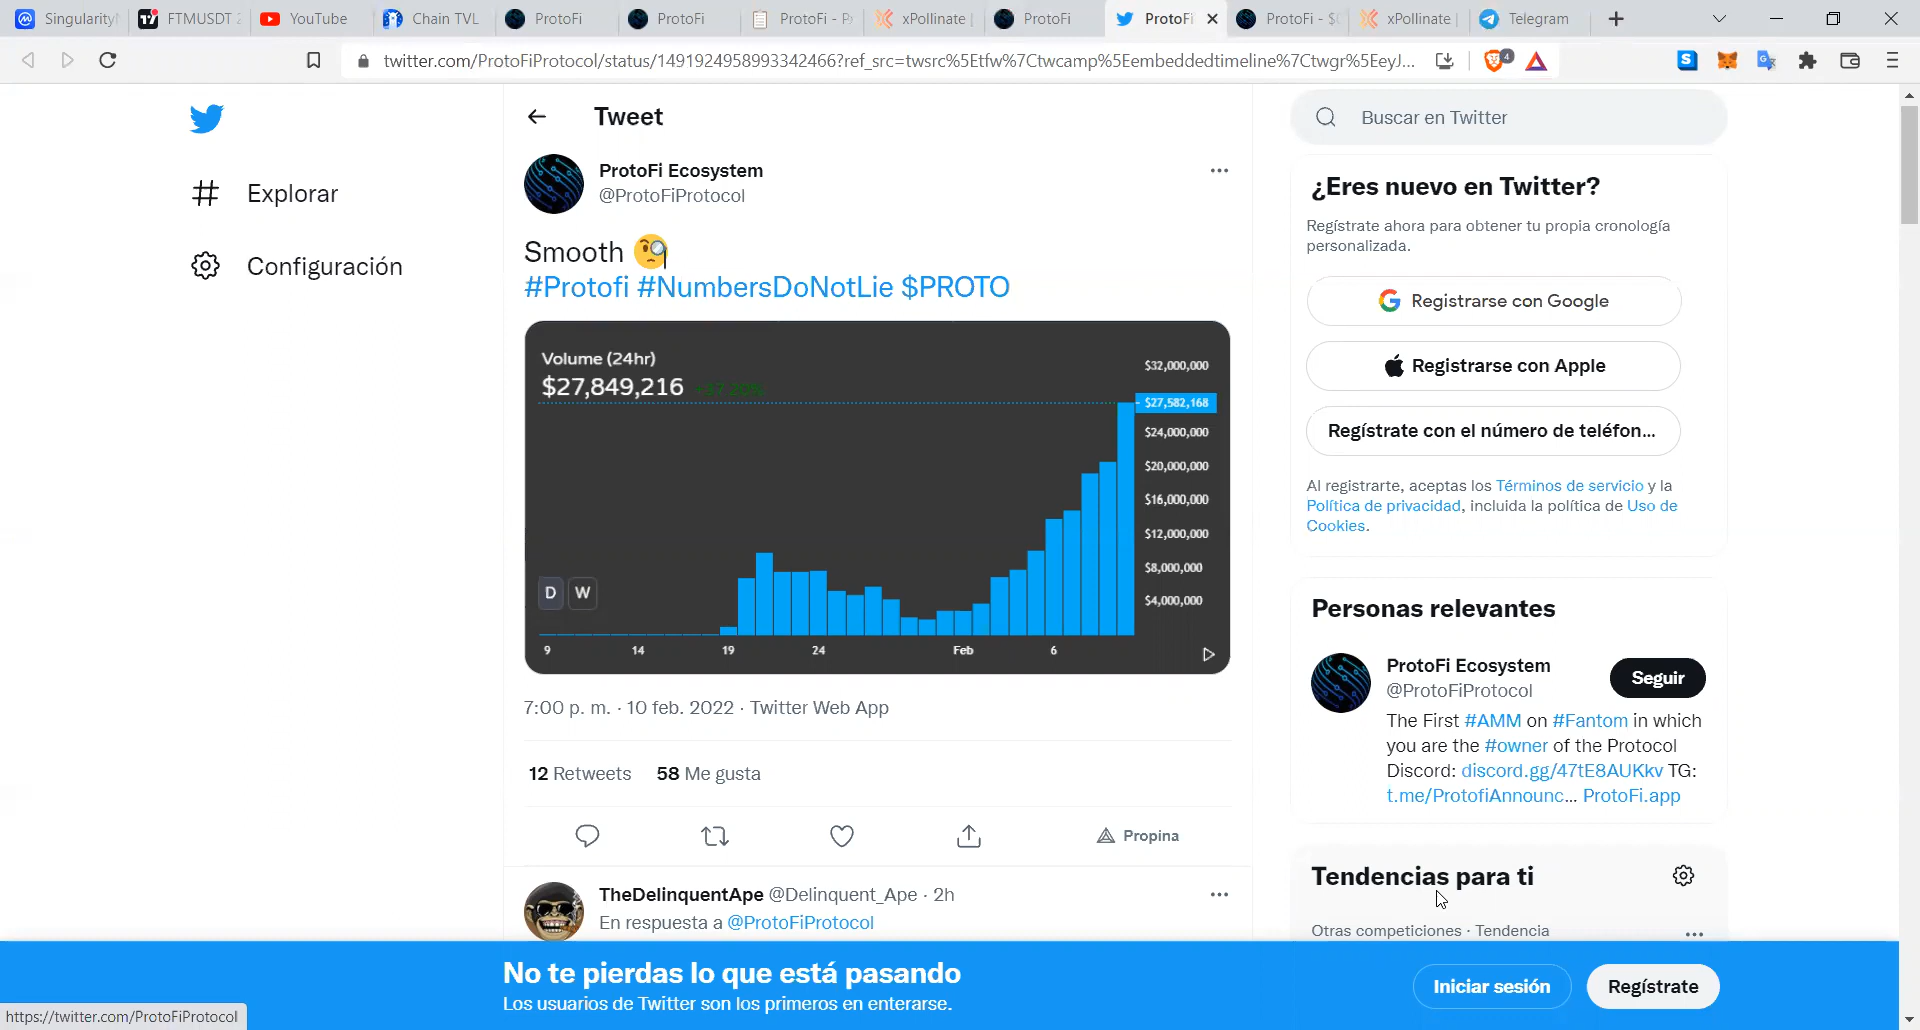 Singularity
FTMUSDT 2
YouTube
Chain TVL
ProtoFi
ProtoFi
ProtoFi - P
xPollinate |
ProtoFi
ProtoFi
ProtoFi - $
xPollinate |
Telegram
twitter.com/ProtoFiProtocol/status/1491924958993342466?ref_src=twsrc%5Etfw%7Ctwcamp%5Eembeddedtimeline%7Ctwgr%5EeyJ...
4
Explorar
Configuración
Tweet
ProtoFi Ecosystem
@ProtoFiProtocol
Smooth 🧐
#Protofi #NumbersDoNotLie $PROTO
Volume (24hr)
$27,849,216 +37.20%
$32,000,000
$27,582,168
$24,000,000
$20,000,000
$16,000,000
$12,000,000
$8,000,000
$4,000,000
D W
9 14 19 24 Feb 6
7:00 p. m. · 10 feb. 2022 · Twitter Web App
12 Retweets 58 Me gusta
Propina
TheDelinquentApe @Delinquent_Ape · 2h
En respuesta a @ProtoFiProtocol
Buscar en Twitter
¿Eres nuevo en Twitter?
Regístrate ahora para obtener tu propia cronología
personalizada.
Registrarse con Google
Registrarse con Apple
Regístrate con el número de teléfon...
Al registrarte, aceptas los Términos de servicio y la
Política de privacidad, incluida la política de Uso de
Cookies.
Personas relevantes
ProtoFi Ecosystem
@ProtoFiProtocol
Seguir
The First #AMM on #Fantom in which
you are the #owner of the Protocol
Discord: discord.gg/47tE8AUKkv TG:
t.me/ProtofiAnnounc... ProtoFi.app
Tendencias para ti
Otras competiciones · Tendencia
No te pierdas lo que está pasando
Los usuarios de Twitter son los primeros en enterarse.
Iniciar sesión
Regístrate
https://twitter.com/ProtoFiProtocol